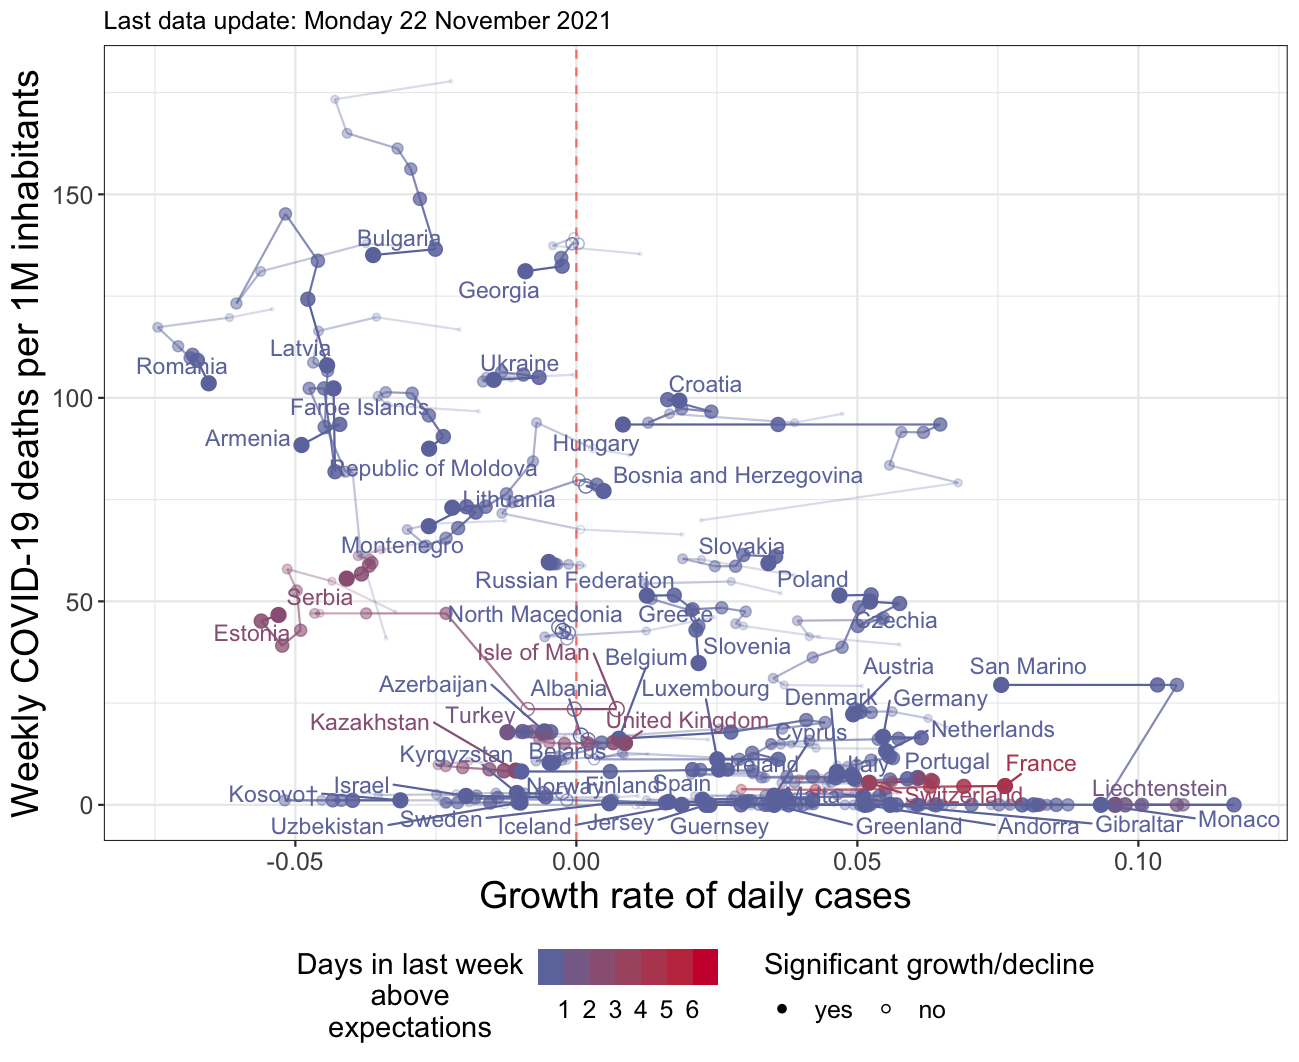 Last data update: Monday 22 November 2021
Weekly COVID-19 deaths per 1M inhabitants
150
100
50
0
Bulgaria
Georgia
Latvia
Romania
Ukraine
Croatia
Faroe Islands
Armenia
Hungary
Republic of Moldova
Bosnia and Herzegovina
Lithuania
Montenegro
Slovakia
Russian Federation
Poland
Serbia
North Macedonia
Greece
Czechia
Estonia
Isle of Man
Belgium
Slovenia
Austria
San Marino
Azerbaijan
Albania
Luxembourg
Denmark
Germany
Kazakhstan
Turkey
United Kingdom
Cyprus
Netherlands
Kyrgyzstan
Belarus
Ireland
Italy
Portugal
France
Kosovo†
Israel
Norway
Finland
Spain
Malta
Switzerland
Liechtenstein
Uzbekistan
Sweden
Iceland
Jersey
Guernsey
Greenland
Andorra
Gibraltar
Monaco
-0.05
0.00
0.05
0.10
Growth rate of daily cases
Days in last week
above
expectations
1 2 3 4 5 6
Significant growth/decline
yes
no